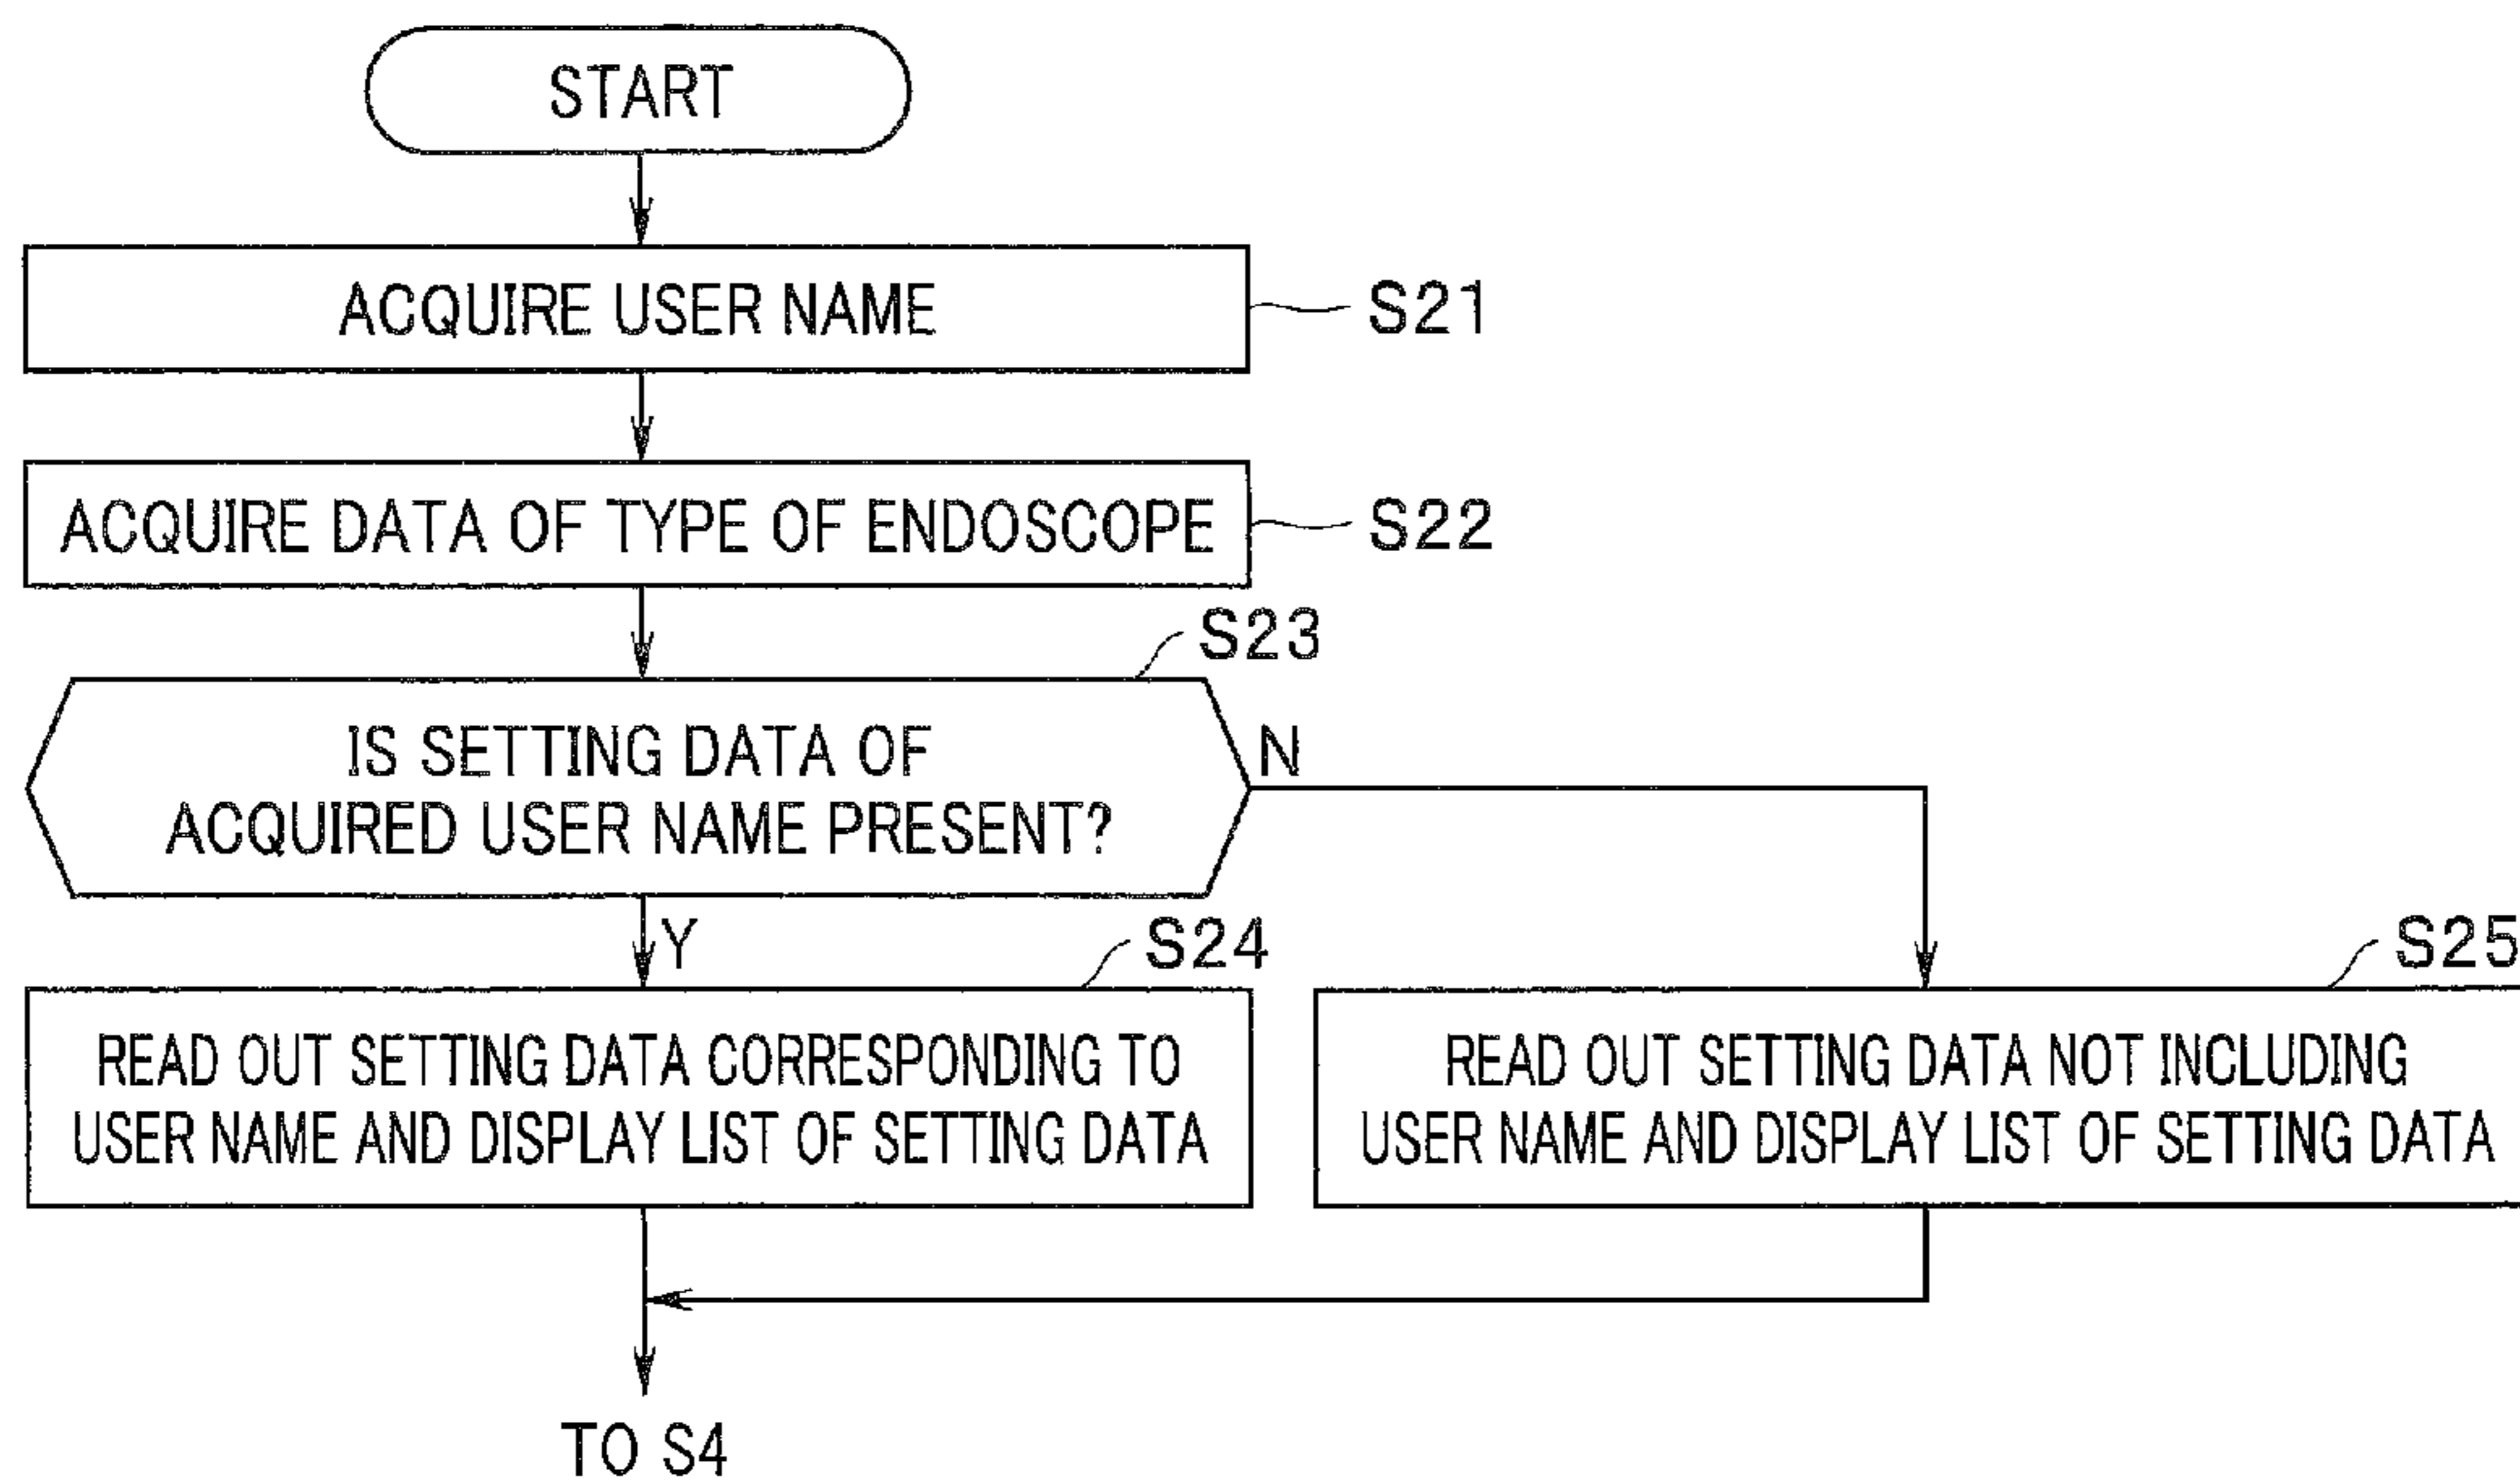 START
ACQUIRE USER NAME
S21
ACQUIRE DATA OF TYPE OF ENDOSCOPE
S22
S23
IS SETTING DATA OF
ACQUIRED USER NAME PRESENT?
N
Y
S24
READ OUT SETTING DATA CORRESPONDING TO
USER NAME AND DISPLAY LIST OF SETTING DATA
S25
READ OUT SETTING DATA NOT INCLUDING
USER NAME AND DISPLAY LIST OF SETTING DATA
TO S4